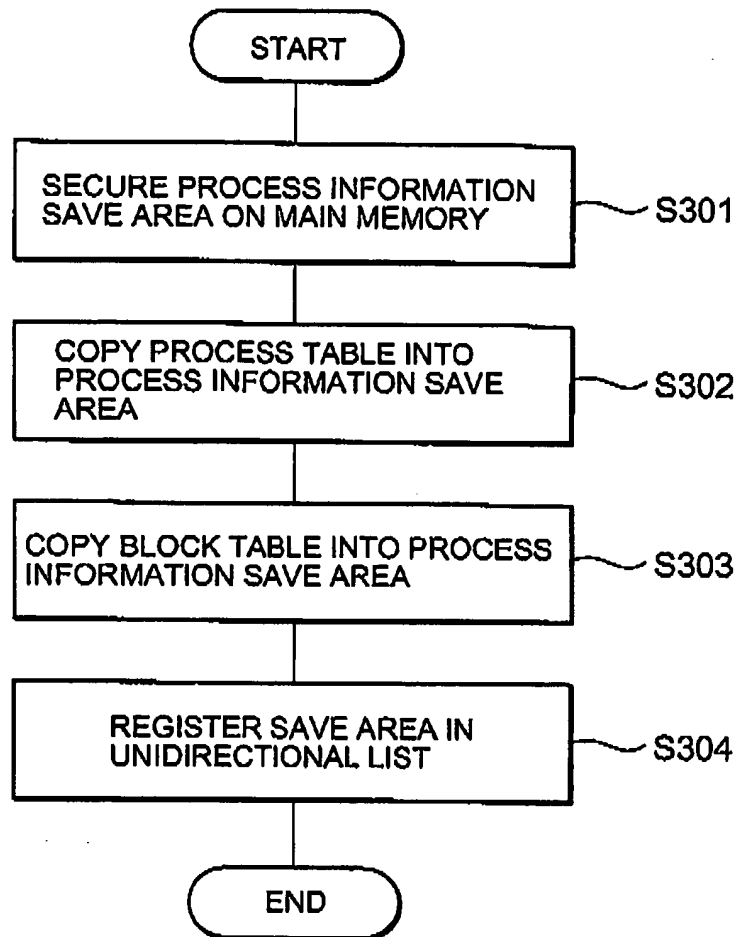 START
SECURE PROCESS INFORMATION
SAVE AREA ON MAIN MEMORY
S301
COPY PROCESS TABLE INTO
PROCESS INFORMATION SAVE
AREA
S302
COPY BLOCK TABLE INTO PROCESS
INFORMATION SAVE AREA
S303
REGISTER SAVE AREA IN
UNIDIRECTIONAL LIST
S304
END